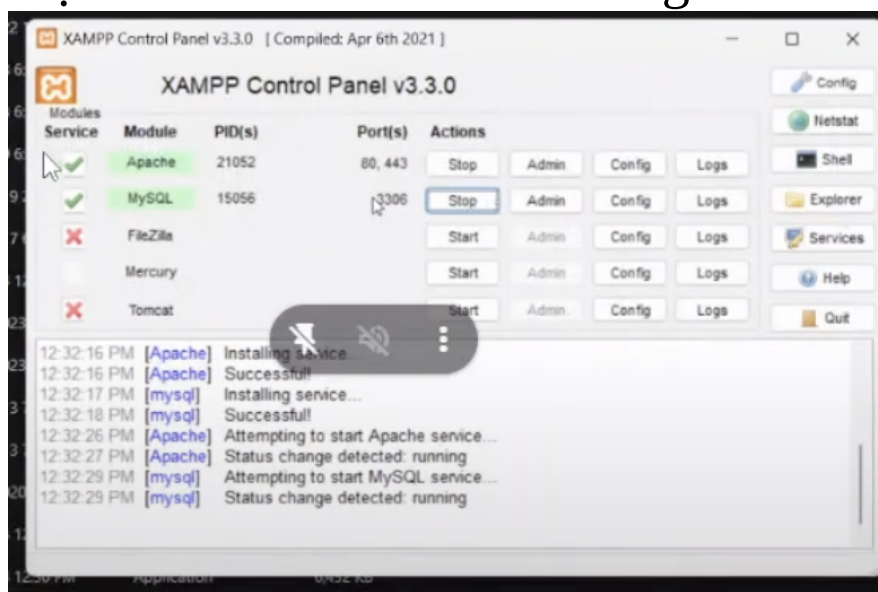 XAMPP Control Panel v3.3.0 [ Compiled: Apr 6th 2021 ]
XAMPP Control Panel v3.3.0
Config
Modules
Service Module PID(s) Port(s) Actions
Netstat
Apache 21052 80, 443 Stop Admin Config Logs
Shell
MySQL 15056 3306 Stop Admin Config Logs
Explorer
FileZilla Start Admin Config Logs
Services
Mercury Start Admin Config Logs
Help
Tomcat Start Admin Config Logs
Quit
12:32:16 PM [Apache] Installing service...
12:32:16 PM [Apache] Successful!
12:32:17 PM [mysql] Installing service...
12:32:18 PM [mysql] Successful!
12:32:26 PM [Apache] Attempting to start Apache service...
12:32:27 PM [Apache] Status change detected: running
12:32:29 PM [mysql] Attempting to start MySQL service...
12:32:29 PM [mysql] Status change detected: running